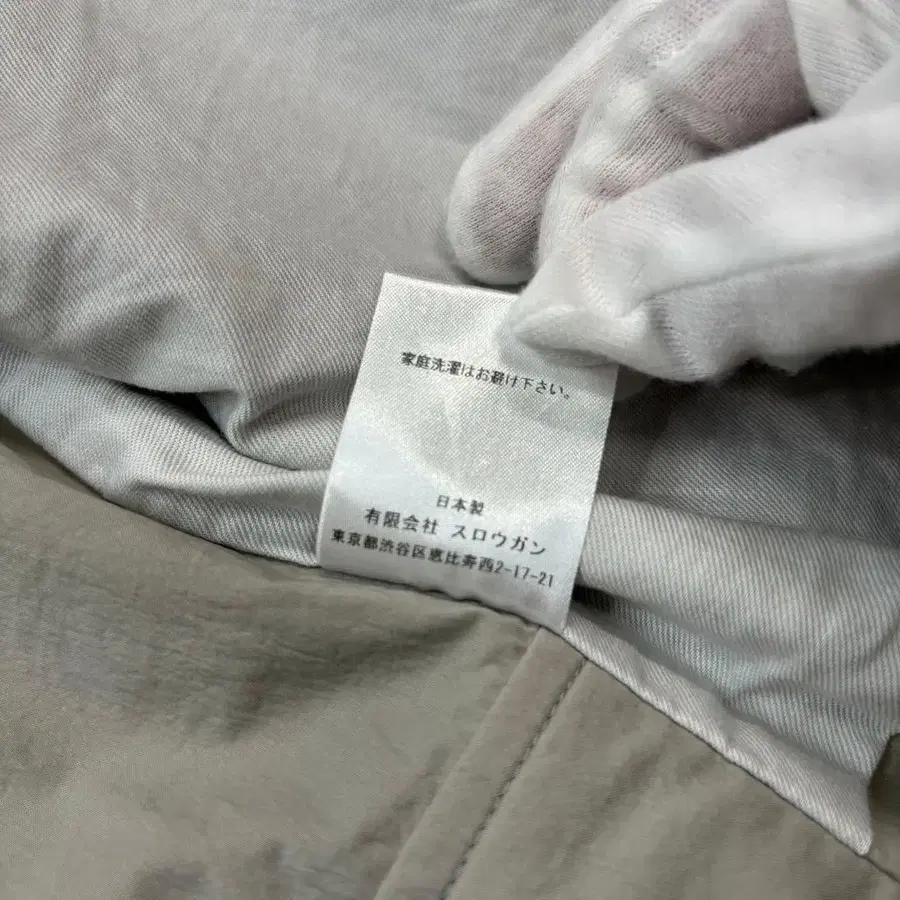 家庭洗濯はお避け下さい。
日本製
有限会社 スロウガン
東京都渋谷区恵比寿西2-17-21